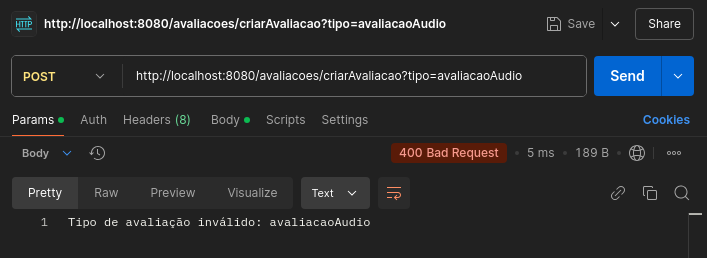 HTTP http://localhost:8080/avaliacoes/criarAvaliacao?tipo=avaliacaoAudio Save Share
POST http://localhost:8080/avaliacoes/criarAvaliacao?tipo=avaliacaoAudio Send
Params Auth Headers (8) Body Scripts Settings Cookies
Body 400 Bad Request 5 ms 189 B
Pretty Raw Preview Visualize Text
1 Tipo de avaliação inválido: avaliacaoAudio